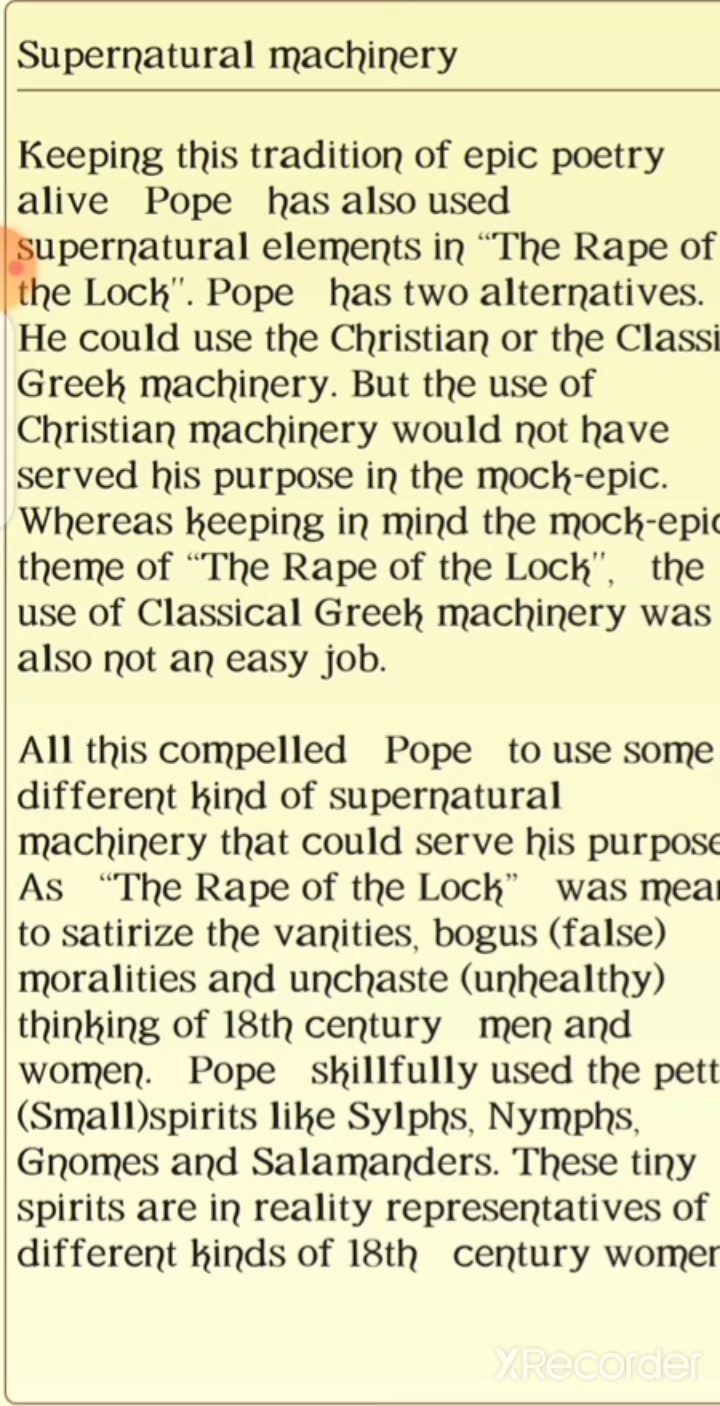 Supernatural machinery
Keeping this tradition of epic poetry
alive Pope has also used
supernatural elements in “The Rape of
the Lock". Pope has two alternatives.
He could use the Christian or the Classi
Greek machinery. But the use of
Christian machinery would not have
served his purpose in the mock-epic.
Whereas keeping in mind the mock-epic
theme of “The Rape of the Lock", the
use of Classical Greek machinery was
also not an easy job.
All this compelled Pope to use some
different kind of supernatural
machinery that could serve his purpose
As “The Rape of the Lock” was mean
to satirize the vanities, bogus (false)
moralities and unchaste (unhealthy)
thinking of 18th century men and
women. Pope skillfully used the pett
(Small)spirits like Sylphs, Nymphs,
Gnomes and Salamanders. These tiny
spirits are in reality representatives of
different kinds of 18th century women
XRecorder